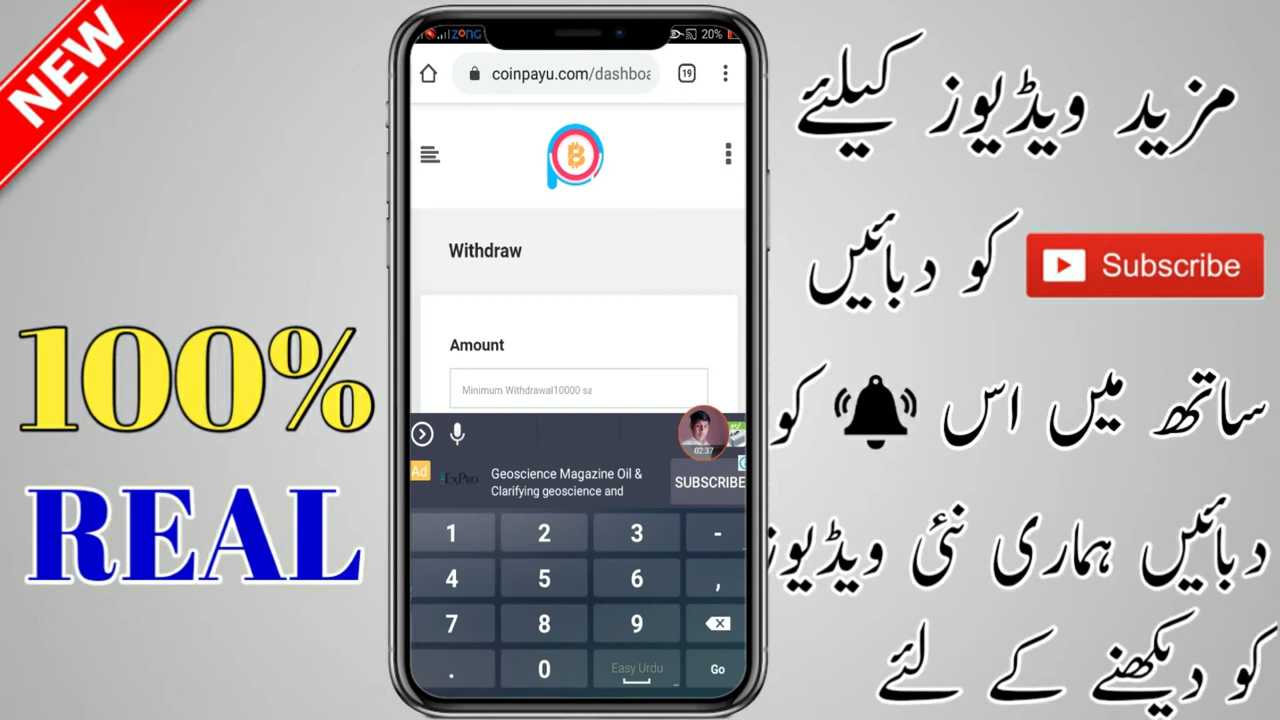 NEW
100%
REAL
ZONG
20%
coinpayu.com/dashboa
19
Withdraw
Amount
Minimum Withdrawal10000 sa
02:37
Ad
ExPro
Geoscience Magazine Oil &
Clarifying geoscience and
SUBSCRIBE
1 2 3 -
4 5 6 ,
7 8 9
. 0 Easy Urdu Go
مزید ویڈیوز کیلئے
Subscribe کو دبائیں
ساتھ میں اس کو
دبائیں ہماری نئی ویڈیوز
کو دیکھنے کے لئے